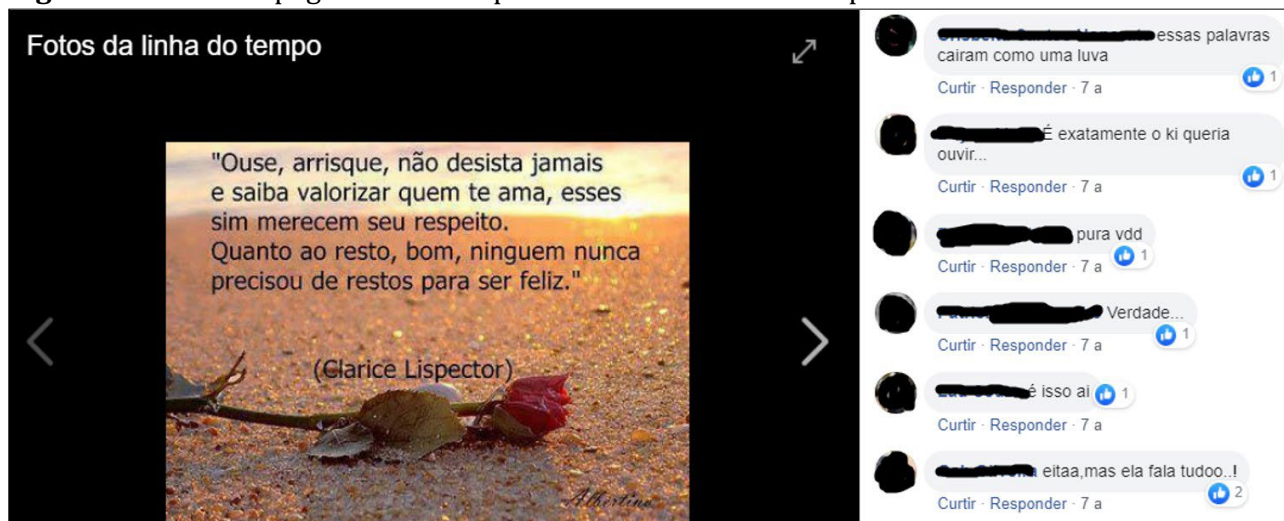 Fotos da linha do tempo
"Ouse, arrisque, não desista jamais
e saiba valorizar quem te ama, esses
sim merecem seu respeito.
Quanto ao resto, bom, ninguem nunca
precisou de restos para ser feliz."
(Clarice Lispector)
Albertino
essas palavras
cairam como uma luva
1
Curtir · Responder · 7 a
É exatamente o ki queria
ouvir...
1
Curtir · Responder · 7 a
pura vdd
1
Curtir · Responder · 7 a
Verdade...
1
Curtir · Responder · 7 a
é isso ai
1
Curtir · Responder · 7 a
eitaa,mas ela fala tudoo..!
2
Curtir · Responder · 7 a